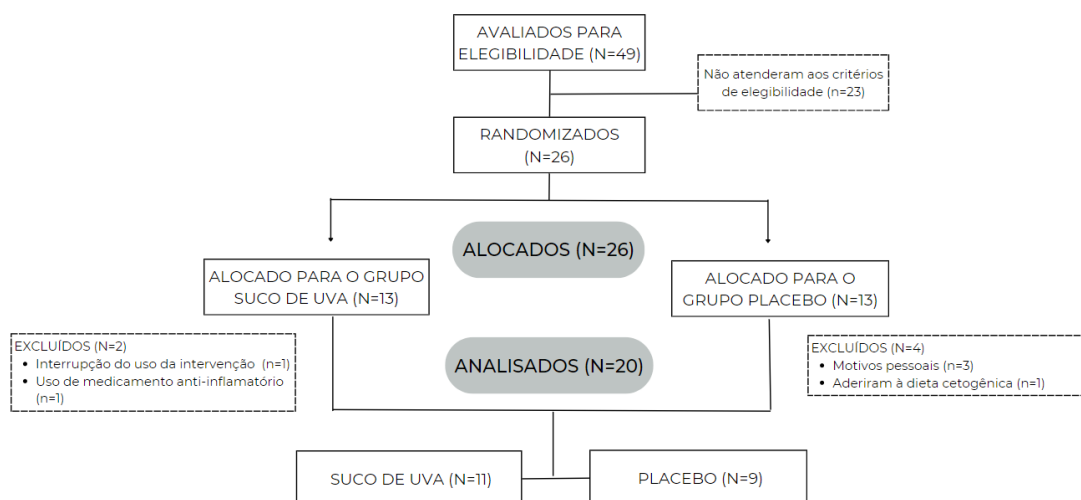 AVALIADOS PARA
ELEGIBILIDADE (N=49)
Não atenderam aos critérios
de elegibilidade (n=23)
RANDOMIZADOS
(N=26)
ALOCADOS (N=26)
ALOCADO PARA O GRUPO
SUCO DE UVA (N=13)
ALOCADO PARA O
GRUPO PLACEBO (N=13)
EXCLUÍDOS (N=2)
• Interrupção do uso da intervenção (n=1)
• Uso de medicamento anti-inflamatório
(n=1)
ANALISADOS (N=20)
EXCLUÍDOS (N=4)
• Motivos pessoais (n=3)
• Aderiram à dieta cetogênica (n=1)
SUCO DE UVA (N=11)
PLACEBO (N=9)